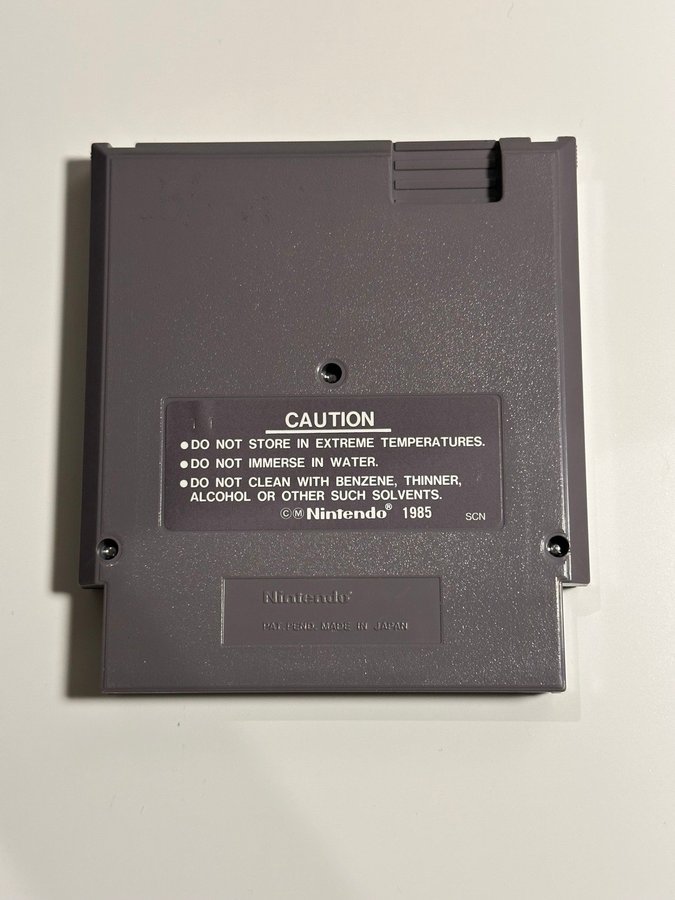 CAUTION
●DO NOT STORE IN EXTREME TEMPERATURES.
●DO NOT IMMERSE IN WATER.
●DO NOT CLEAN WITH BENZENE, THINNER,
ALCOHOL OR OTHER SUCH SOLVENTS.
©Ⓜ Nintendo® 1985 SCN
Nintendo®
PAT. PEND. MADE IN JAPAN